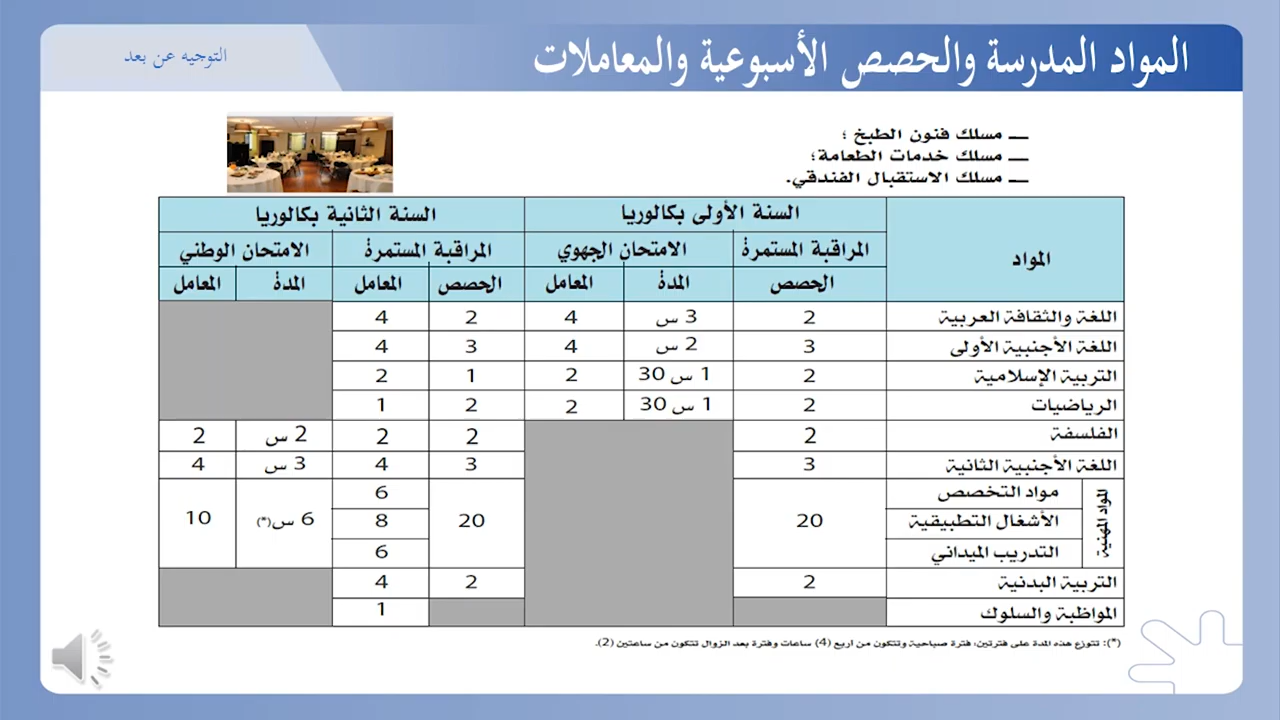 المواد المدرسة والحصص الأسبوعية والمعاملات
التوجيه عن بعد
ــ مسلك فنون الطبخ ؛
ــ مسلك خدمات الطعامة؛
ــ مسلك الاستقبال الفندقي.
المواد السنة الأولى بكالوريا السنة الثانية بكالوريا
المراقبة المستمرة الامتحان الجهوي المراقبة المستمرة الامتحان الوطني
الحصص المدة المعامل الحصص المعامل المدة المعامل
اللغة والثقافة العربية 2 3 س 4 2 4
اللغة الأجنبية الأولى 3 2 س 4 3 4
التربية الإسلامية 2 1 س 30 2 1 2
الرياضيات 2 1 س 30 2 2 1
الفلسفة 2 2 2 2 س 2
اللغة الأجنبية الثانية 3 3 4 3 س 4
المواد المهنية مواد التخصص 20 20 6 6 س(*) 10
الأشغال التطبيقية 8
التدريب الميداني 6
التربية البدنية 2 2 4
المواظبة والسلوك 1
(*): تتوزع هذه المدة على فترتين: فترة صباحية وتتكون من أربع (4) ساعات وفترة بعد الزوال تتكون من ساعتين (2).